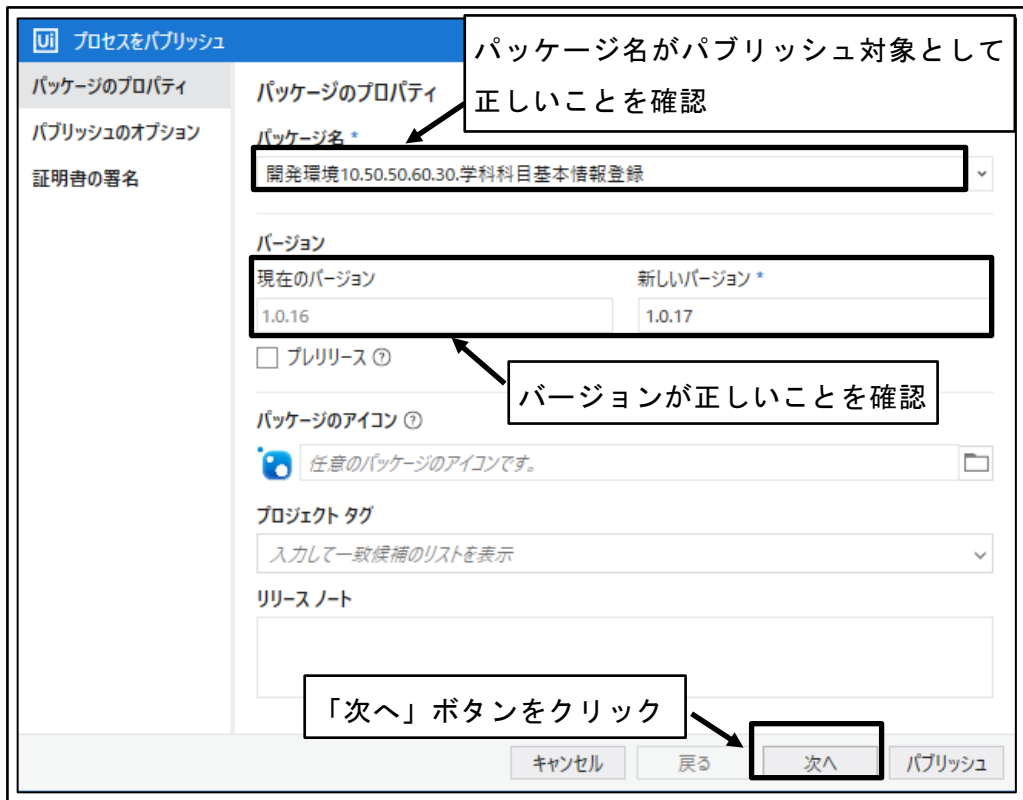 Ui プロセスをパブリッシュ
パッケージ名がパブリッシュ対象として
正しいことを確認
パッケージのプロパティ
パブリッシュのオプション
証明書の署名
パッケージのプロパティ
パッケージ名 *
開発環境10.50.50.60.30.学科科目基本情報登録
バージョン
現在のバージョン
新しいバージョン *
1.0.16
1.0.17
プレリリース ?
バージョンが正しいことを確認
パッケージのアイコン ?
任意のパッケージのアイコンです。
プロジェクト タグ
入力して一致候補のリストを表示
リリース ノート
「次へ」ボタンをクリック
キャンセル
戻る
次へ
パブリッシュ